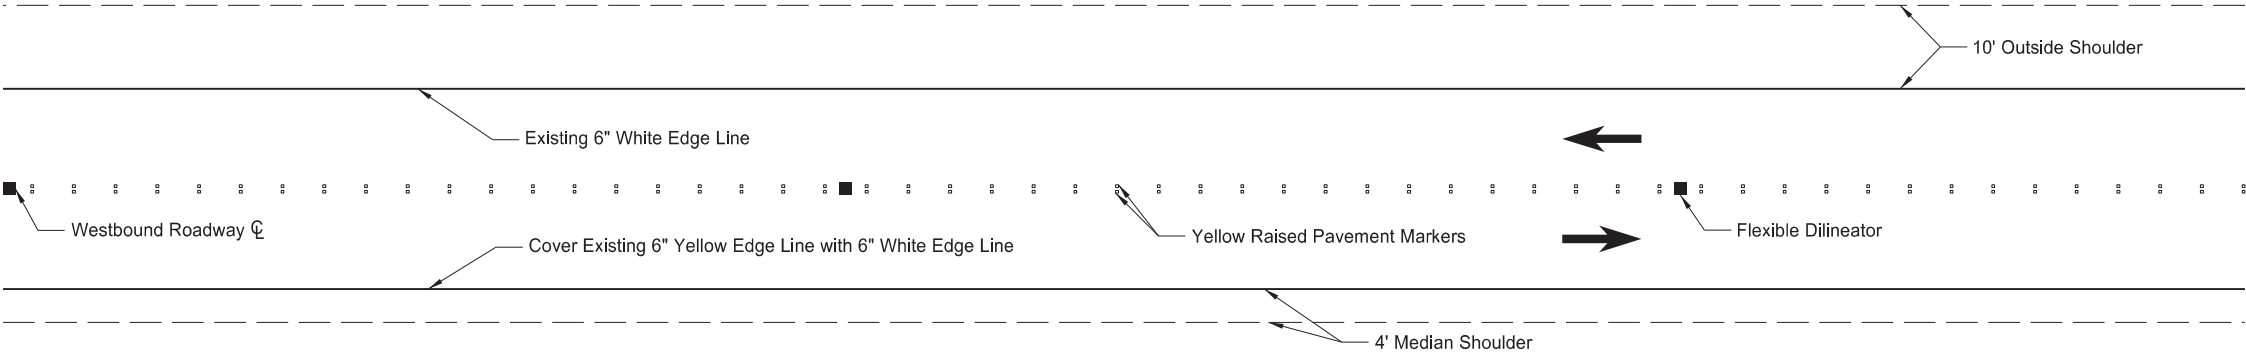 10' Outside Shoulder
Existing 6" White Edge Line
Westbound Roadway ℄
Cover Existing 6" Yellow Edge Line with 6" White Edge Line
Yellow Raised Pavement Markers
Flexible Dilineator
4' Median Shoulder